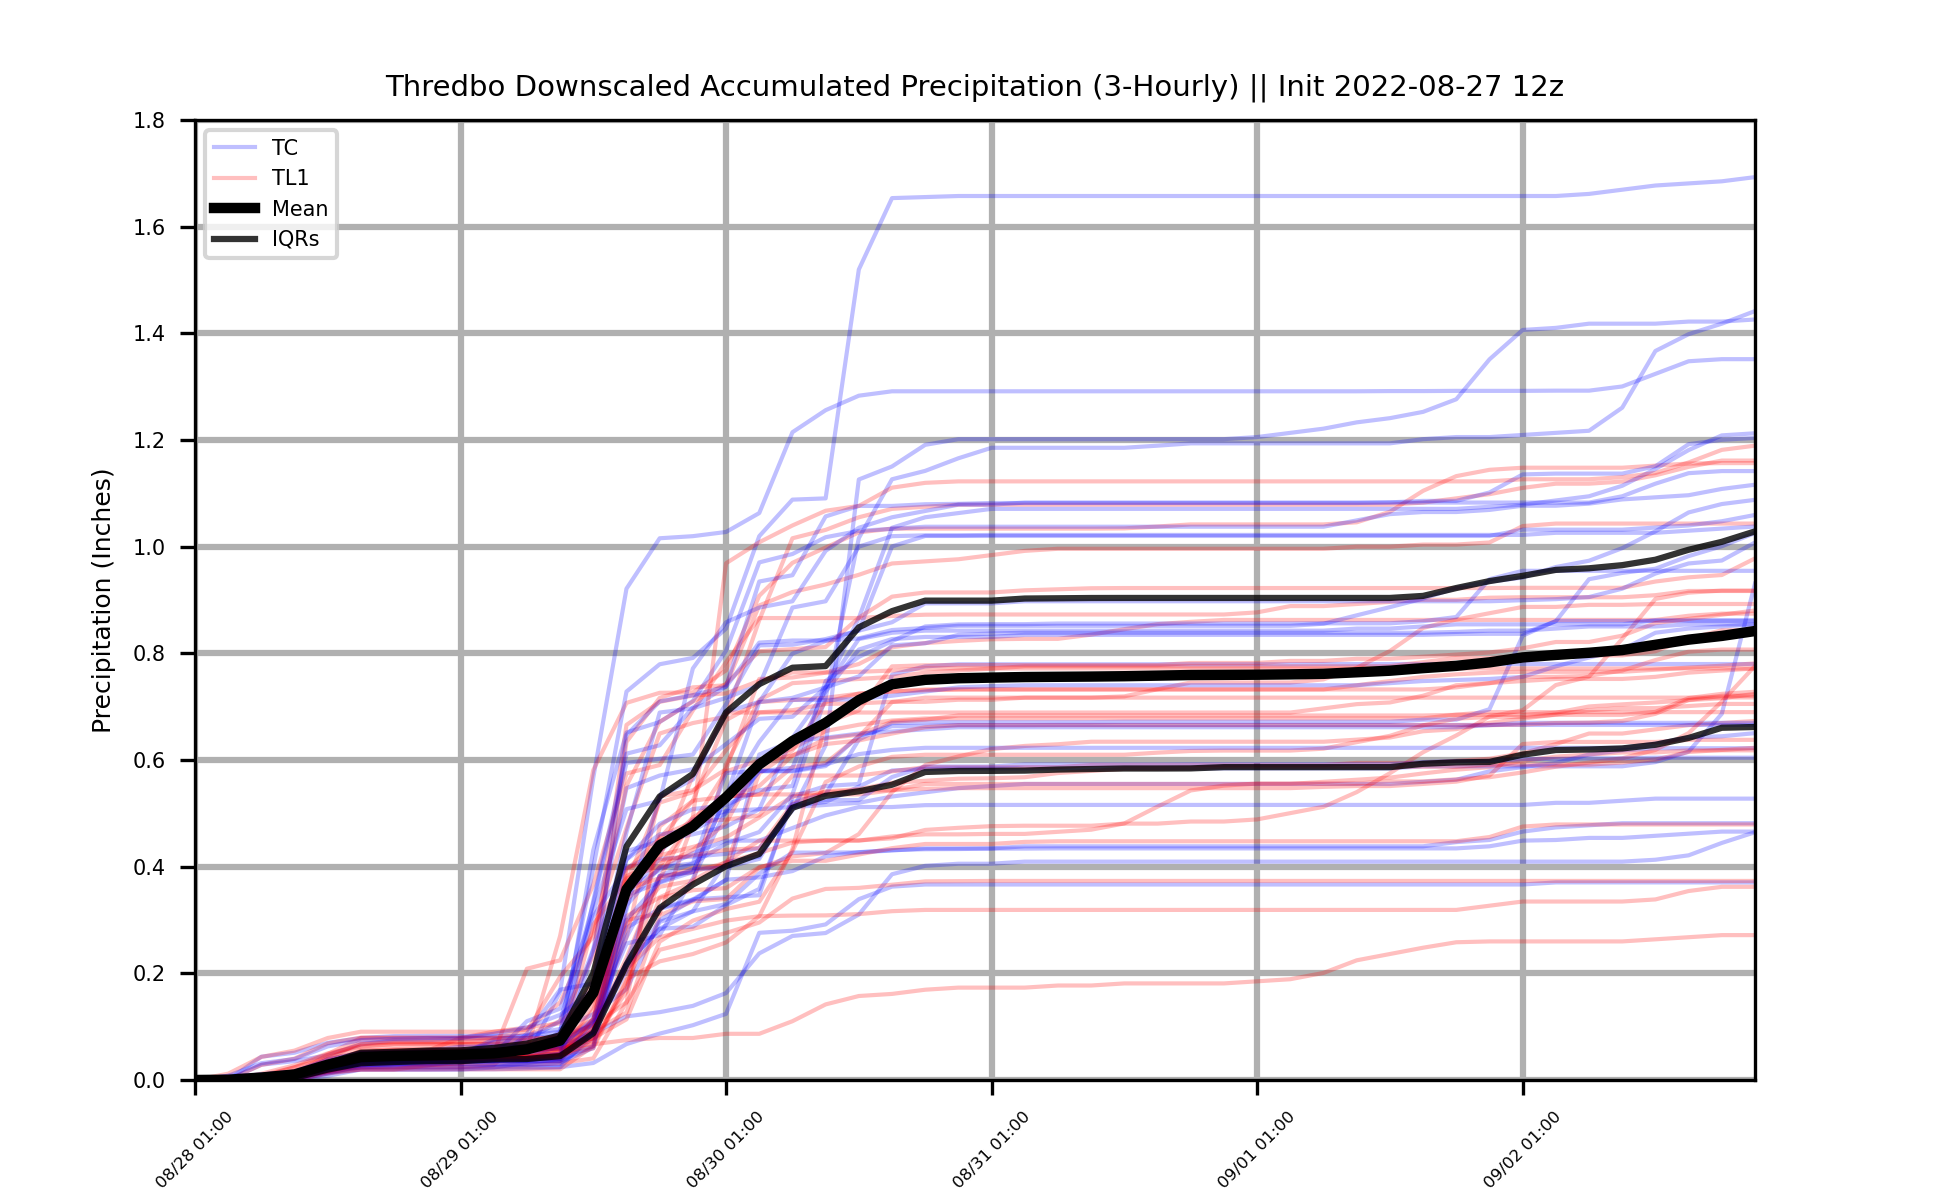 Thredbo Downscaled Accumulated Precipitation (3-Hourly) || Init 2022-08-27 12z
TC
TL1
Mean
IQRs
Precipitation (Inches)
1.8
1.6
1.4
1.2
1.0
0.8
0.6
0.4
0.2
0.0
08/28 01:00
08/29 01:00
08/30 01:00
08/31 01:00
09/01 01:00
09/02 01:00